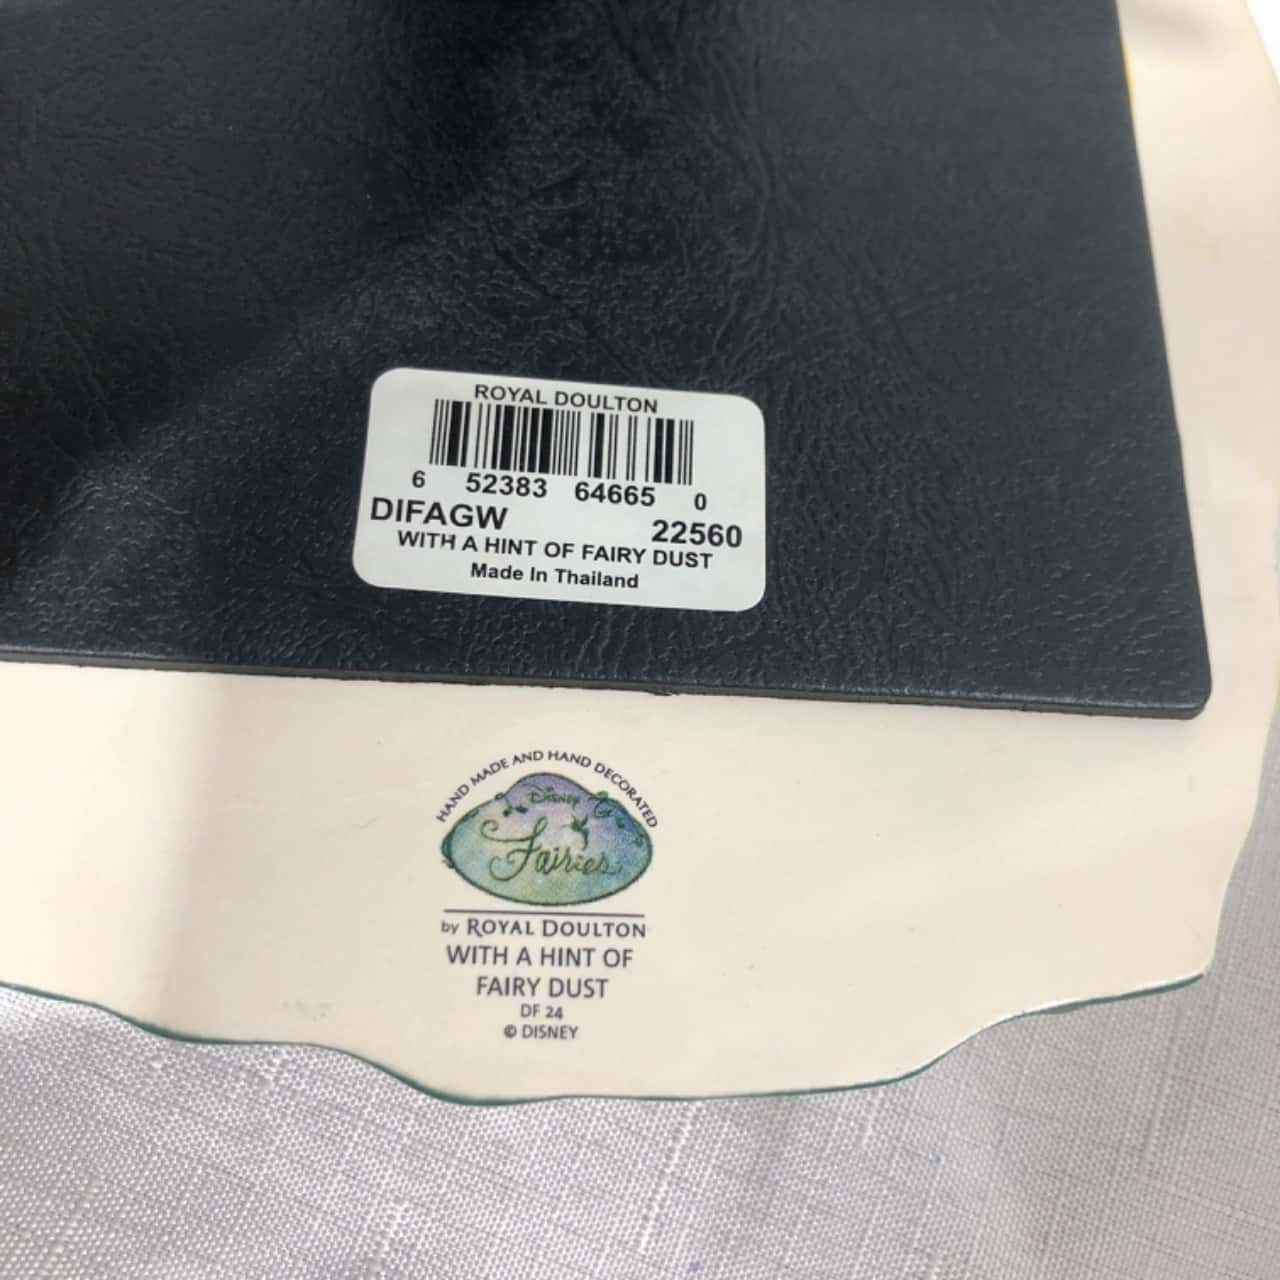 ROYAL DOULTON
6 52383 64665 0
DIFAGW 22560
WITH A HINT OF FAIRY DUST
Made In Thailand
HAND MADE AND HAND DECORATED
DISNEY
Fairies
by ROYAL DOULTON
WITH A HINT OF
FAIRY DUST
DF 24
© DISNEY